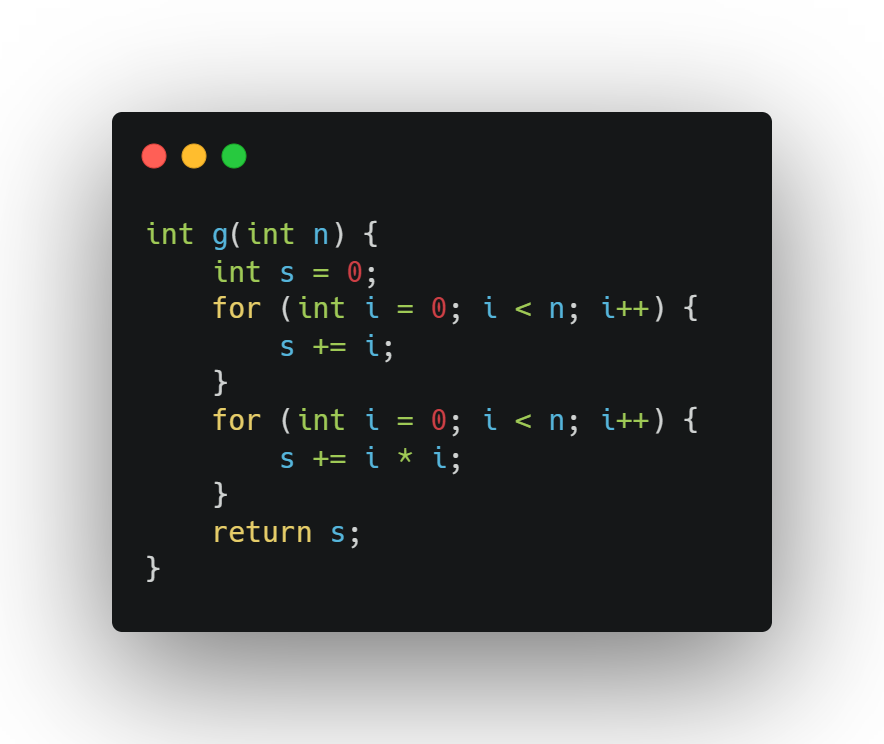 int g(int n) {
    int s = 0;
    for (int i = 0; i < n; i++) {
        s += i;
    }
    for (int i = 0; i < n; i++) {
        s += i * i;
    }
    return s;
}